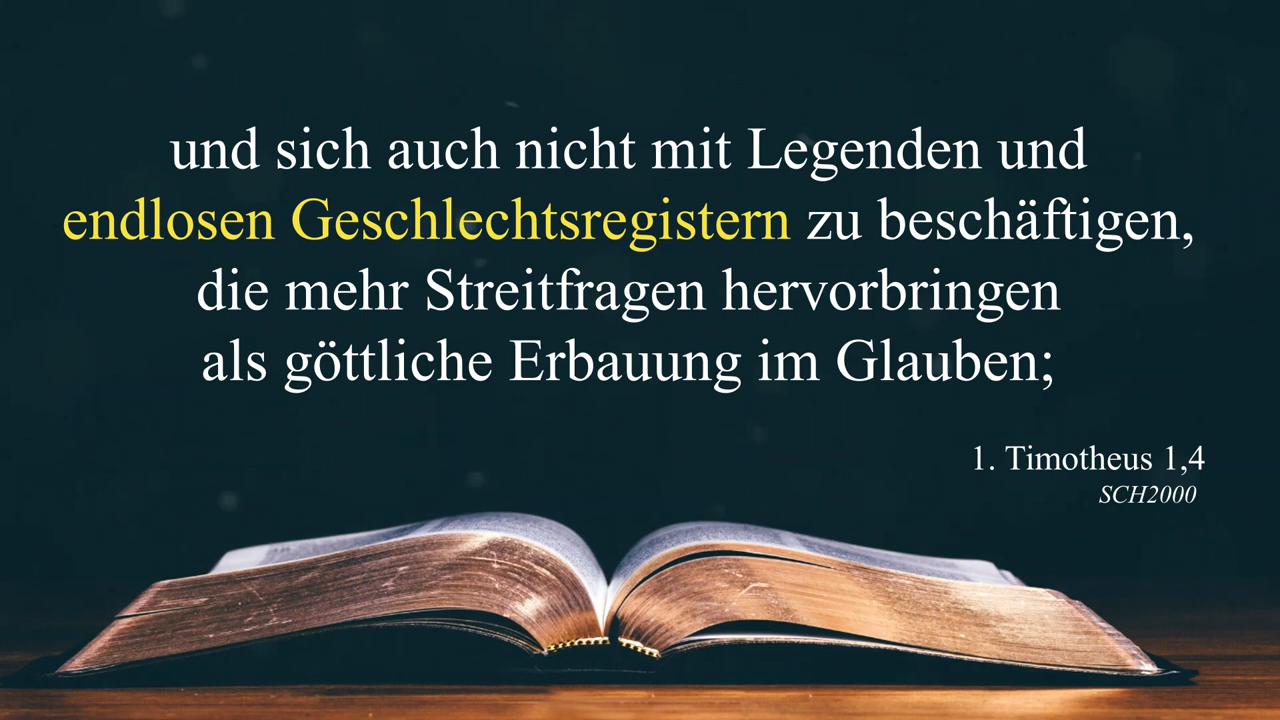 und sich auch nicht mit Legenden und
endlosen Geschlechtsregistern zu beschäftigen,
die mehr Streitfragen hervorbringen
als göttliche Erbauung im Glauben;
1. Timotheus 1,4
SCH2000